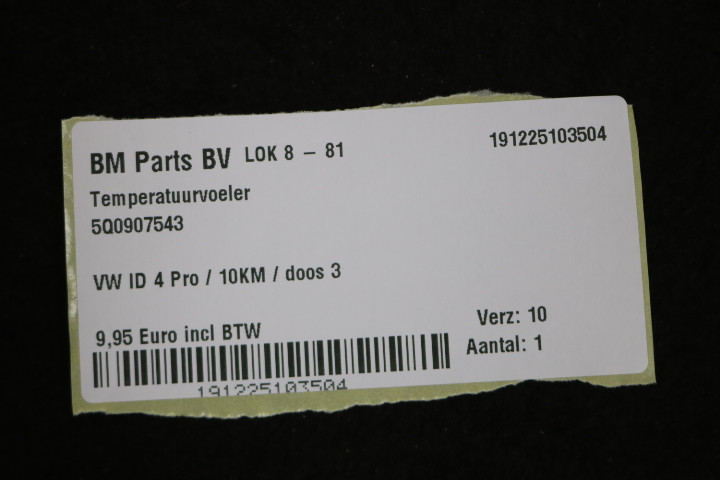 BM Parts BV LOK 8 – 81 191225103504
Temperatuurvoeler
5Q0907543
VW ID 4 Pro / 10KM / doos 3
9,95 Euro incl BTW Verz: 10
Aantal: 1
191225103504